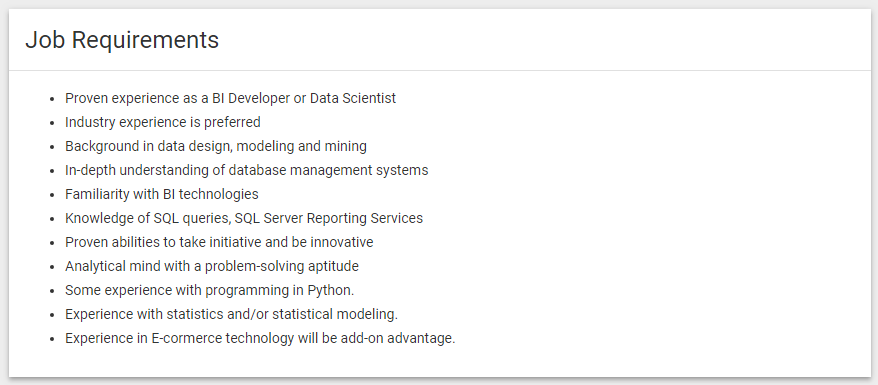 Job Requirements
Proven experience as a BI Developer or Data Scientist
Industry experience is preferred
Background in data design, modeling and mining
In-depth understanding of database management systems
Familiarity with BI technologies
Knowledge of SQL queries, SQL Server Reporting Services
Proven abilities to take initiative and be innovative
Analytical mind with a problem-solving aptitude
Some experience with programming in Python.
Experience with statistics and/or statistical modeling.
Experience in E-cormerce technology will be add-on advantage.